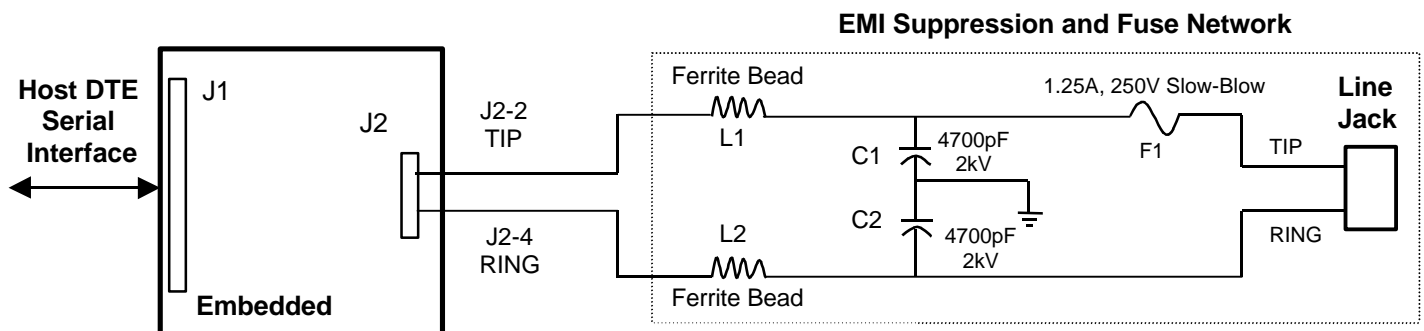 EMI Suppression and Fuse Network
Host DTE
Serial
Interface
J1
J2
Embedded
J2-2
TIP
J2-4
RING
Ferrite Bead
L1
L2
Ferrite Bead
C1
4700pF
2kV
C2
4700pF
2kV
1.25A, 250V Slow-Blow
F1
TIP
RING
Line
Jack